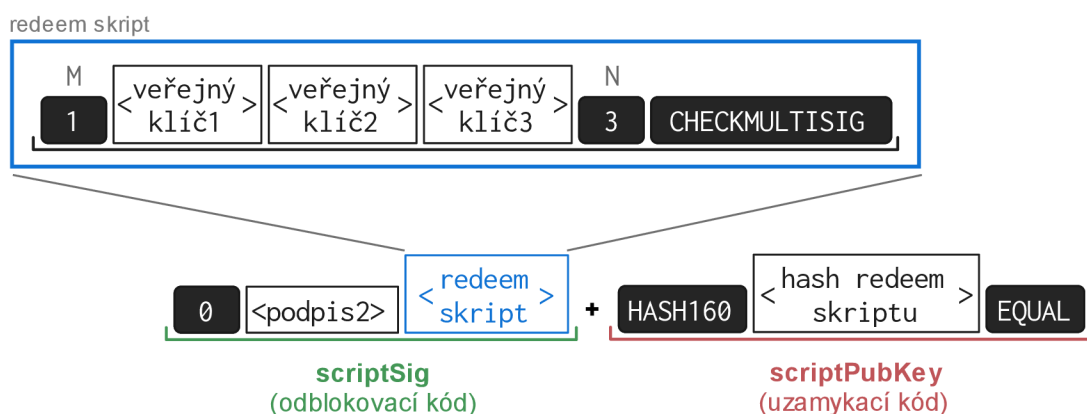 redeem skript
M N
1 <veřejný klíč1> <veřejný klíč2> <veřejný klíč3> 3 CHECKMULTISIG
0 <podpis2> <redeem skript> + HASH160 <hash redeem skriptu> EQUAL
scriptSig scriptPubKey
(odblokovací kód) (uzamykací kód)